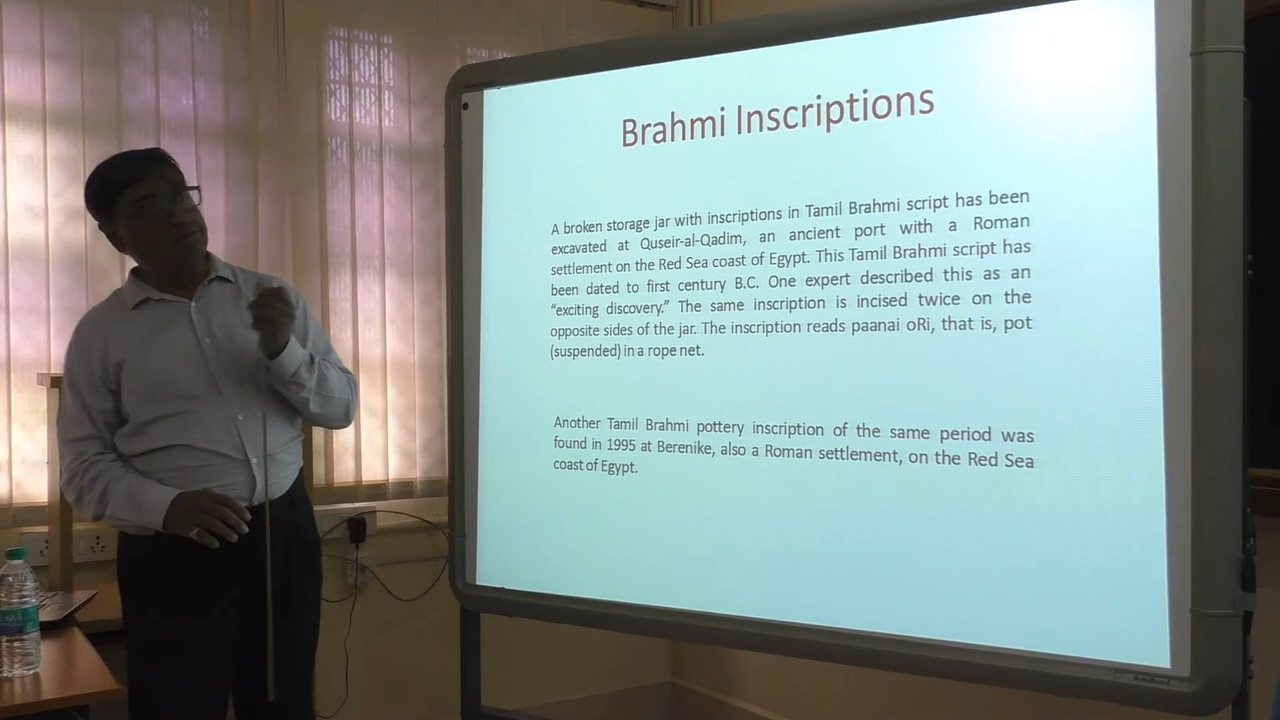 Brahmi Inscriptions
A broken storage jar with inscriptions in Tamil Brahmi script has been
excavated at Quseir-al-Qadim, an ancient port with a Roman
settlement on the Red Sea coast of Egypt. This Tamil Brahmi script has
been dated to first century B.C. One expert described this as an
“exciting discovery.” The same inscription is incised twice on the
opposite sides of the jar. The inscription reads paanai oRi, that is, pot
(suspended) in a rope net.
Another Tamil Brahmi pottery inscription of the same period was
found in 1995 at Berenike, also a Roman settlement, on the Red Sea
coast of Egypt.